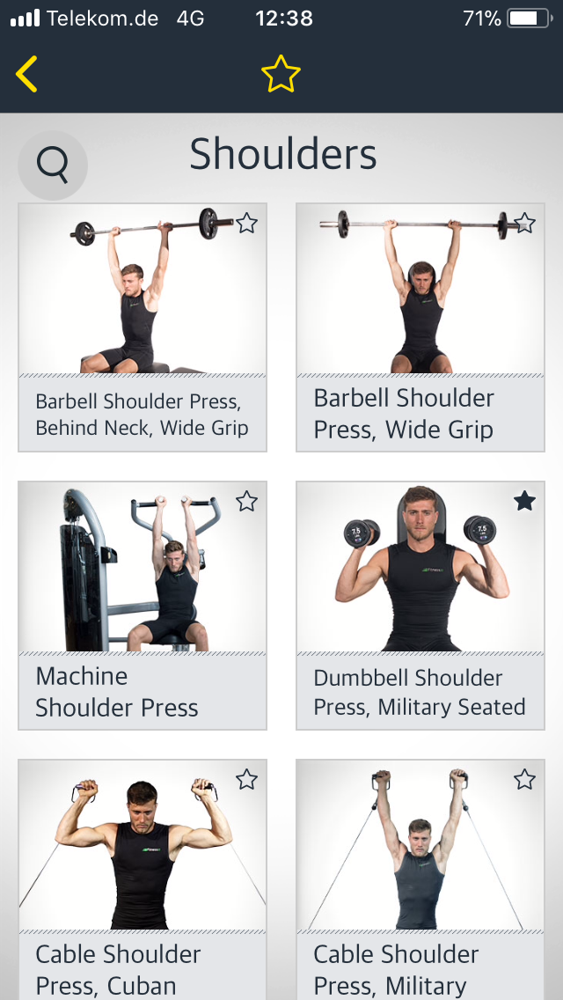 Telekom.de 4G 12:38 71%
Shoulders
Barbell Shoulder Press,
Behind Neck, Wide Grip
Barbell Shoulder
Press, Wide Grip
Machine
Shoulder Press
7.5
7.5
Dumbbell Shoulder
Press, Military Seated
Cable Shoulder
Press, Cuban
Cable Shoulder
Press, Military